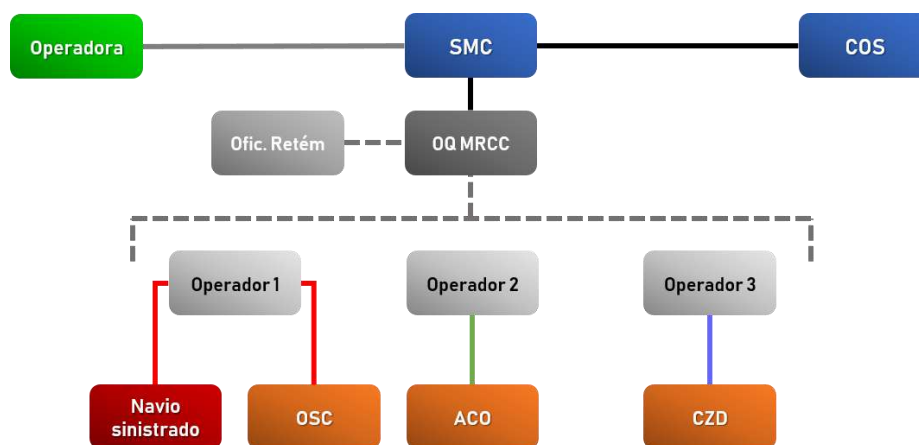 Operadora
SMC
COS
Ofic. Retém
OQ MRCC
Operador 1
Operador 2
Operador 3
Navio
sinistrado
OSC
ACO
CZD